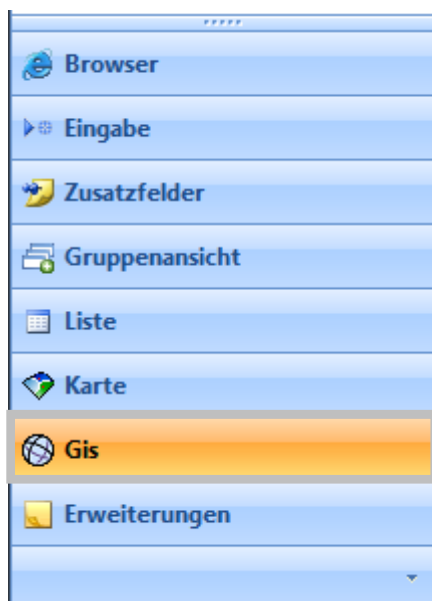 Browser
Eingabe
Zusatzfelder
Gruppenansicht
Liste
Karte
Gis
Erweiterungen